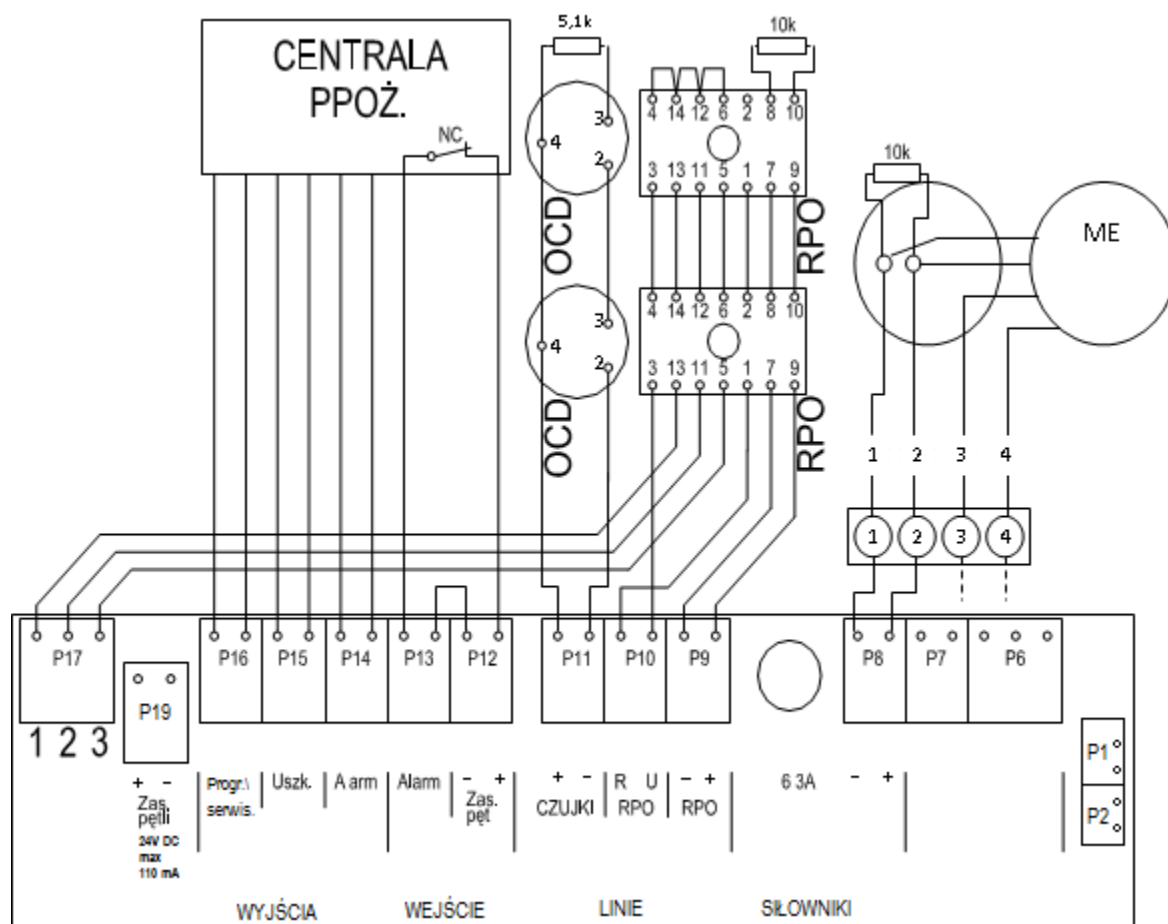 CENTRALA
PPOŻ.
NC
5,1k
4
3
2
OCD
4
3
2
OCD
10k
4 14 12 6 2 8 10
3 13 11 5 1 7 9
RPO
4 14 12 6 2 8 10
3 13 11 5 1 7 9
RPO
10k
ME
1 2 3 4
1 2 3 4
P17
1 2 3
P19
+ -
Zas.
pętli
24V DC
max
110 mA
P16 P15 P14 P13 P12
P11 P10 P9
P8 P7 P6
P1
P2
Progr.\
serwis.
Uszk.
A arm
Alarm
- +
Zas.
pęt
+ -
CZUJKI
R U
RPO
- +
RPO
6 3A
- +
WYJŚCIA
WEJŚCIE
LINIE
SIŁOWNIKI